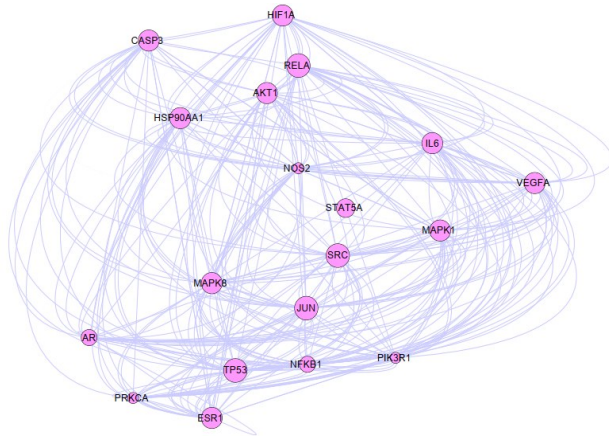 HIF1A
CASP3
RELA
AKT1
HSP90AA1
IL6
NOS2
VEGFA
STAT5A
MAPK1
SRC
MAPK8
JUN
AR
PIK3R1
NFKB1
TP53
PRKCA
ESR1